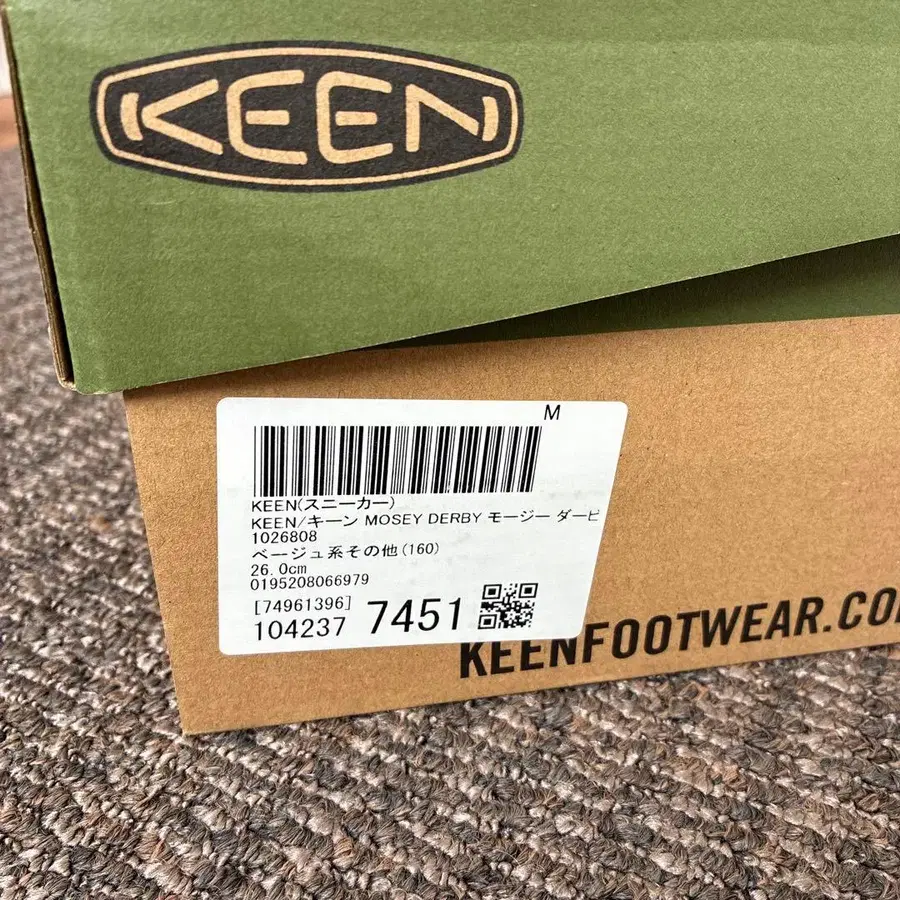 KEEN
M
KEEN(スニーカー)
KEEN/キーン MOSEY DERBY モージー ダービ
1026808
ベージュ系その他(160)
26.0cm
0195208066979
[74961396]
104237 7451
KEENFOOTWEAR.CO